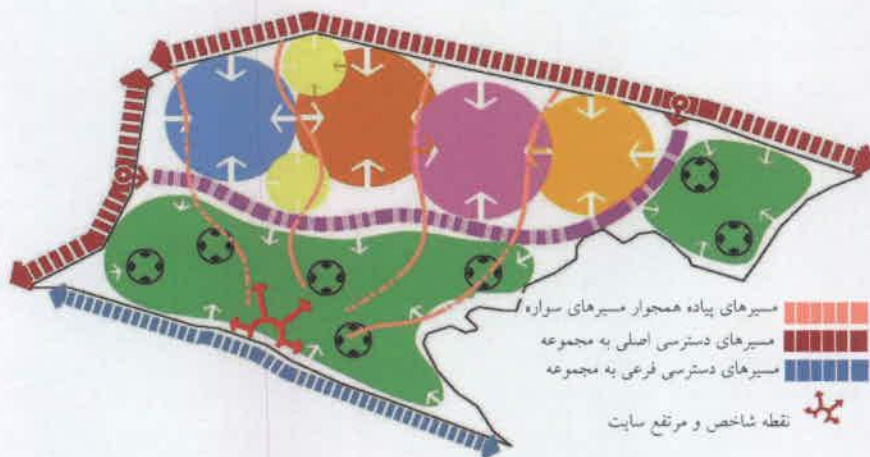 مسیرهای پیاده همجوار مسیرهای سواره
مسیرهای دسترسی اصلی به مجموعه
مسیرهای دسترسی فرعی به مجموعه
نقطه شاخص و مرتفع سایت